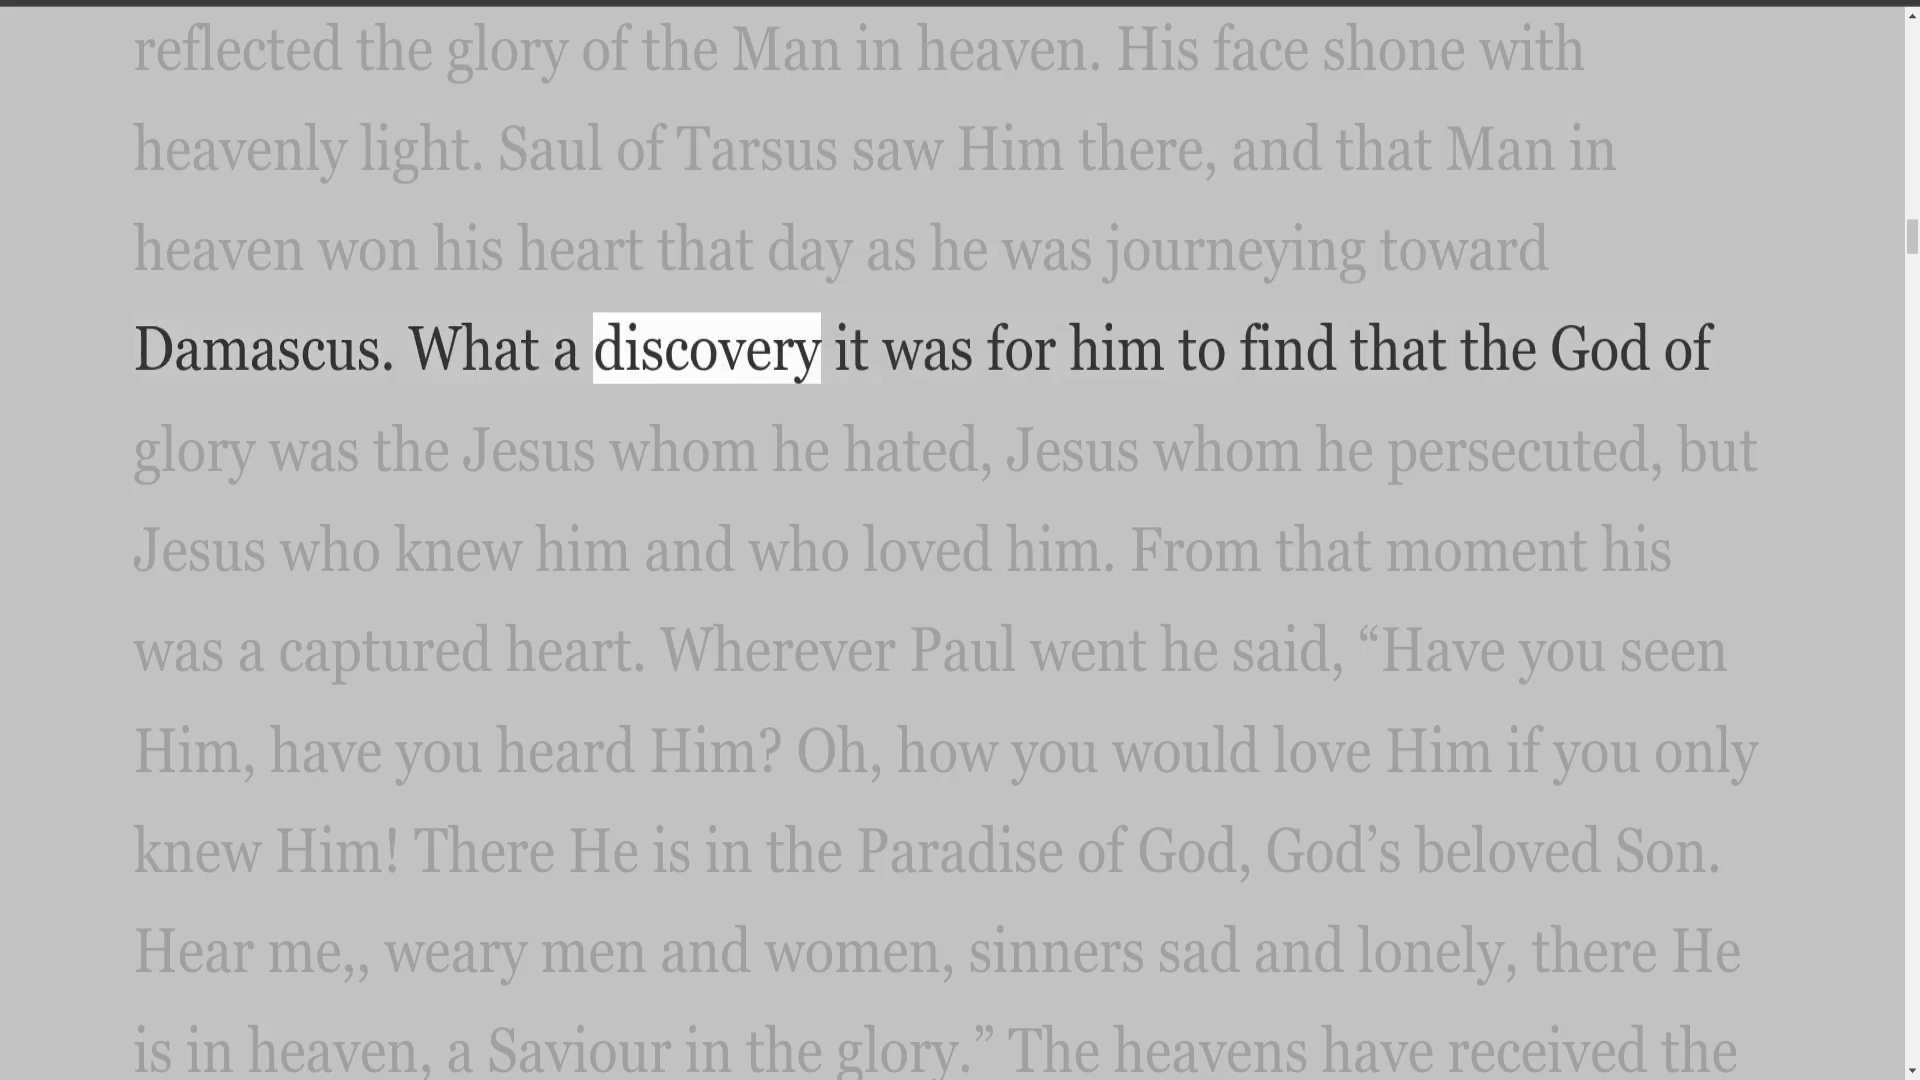 reflected the glory of the Man in heaven. His face shone with
heavenly light. Saul of Tarsus saw Him there, and that Man in
heaven won his heart that day as he was journeying toward
Damascus. What a discovery it was for him to find that the God of
glory was the Jesus whom he hated, Jesus whom he persecuted, but
Jesus who knew him and who loved him. From that moment his
was a captured heart. Wherever Paul went he said, “Have you seen
Him, have you heard Him? Oh, how you would love Him if you only
knew Him! There He is in the Paradise of God, God’s beloved Son.
Hear me,, weary men and women, sinners sad and lonely, there He
is in heaven, a Saviour in the glory.” The heavens have received the